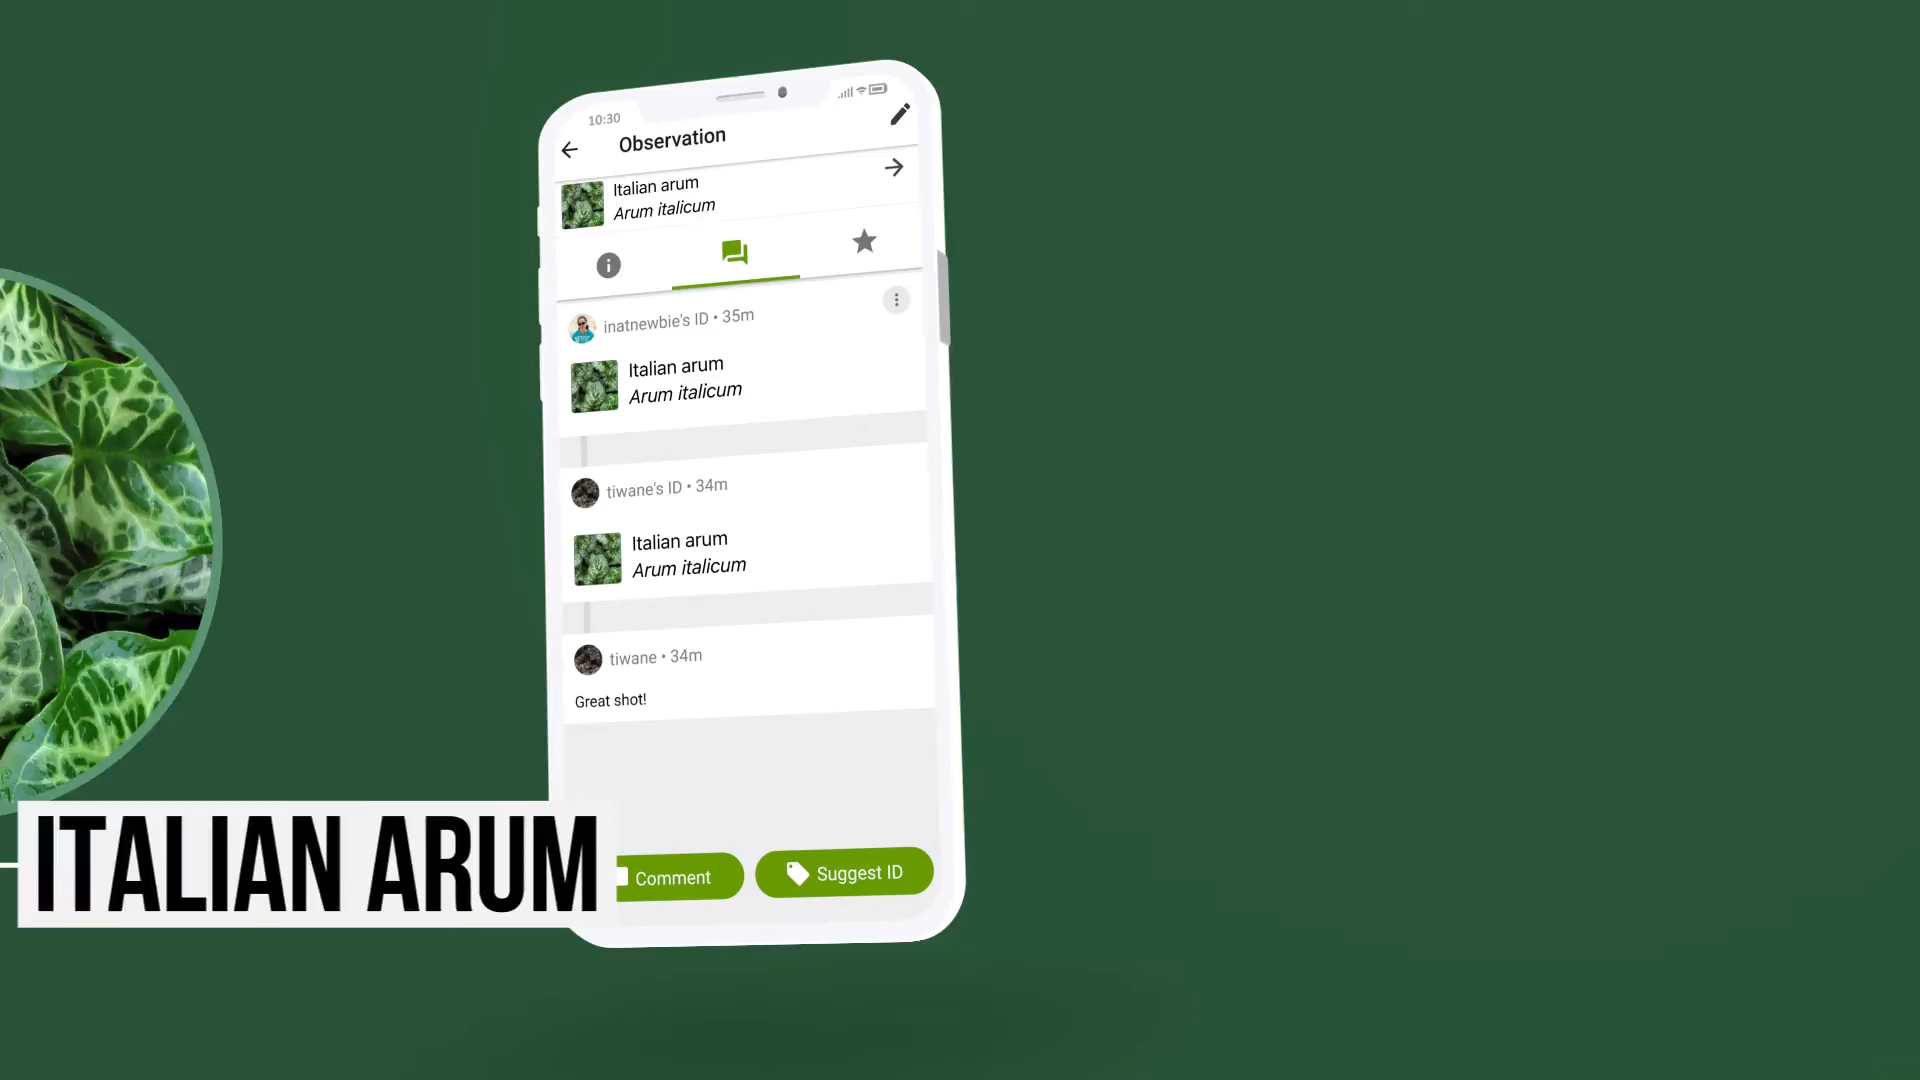 10:30
Observation
Italian arum
Arum italicum
inatnewbie's ID • 35m
Italian arum
Arum italicum
tiwane's ID • 34m
Italian arum
Arum italicum
tiwane • 34m
Great shot!
Comment
Suggest ID
ITALIAN ARUM